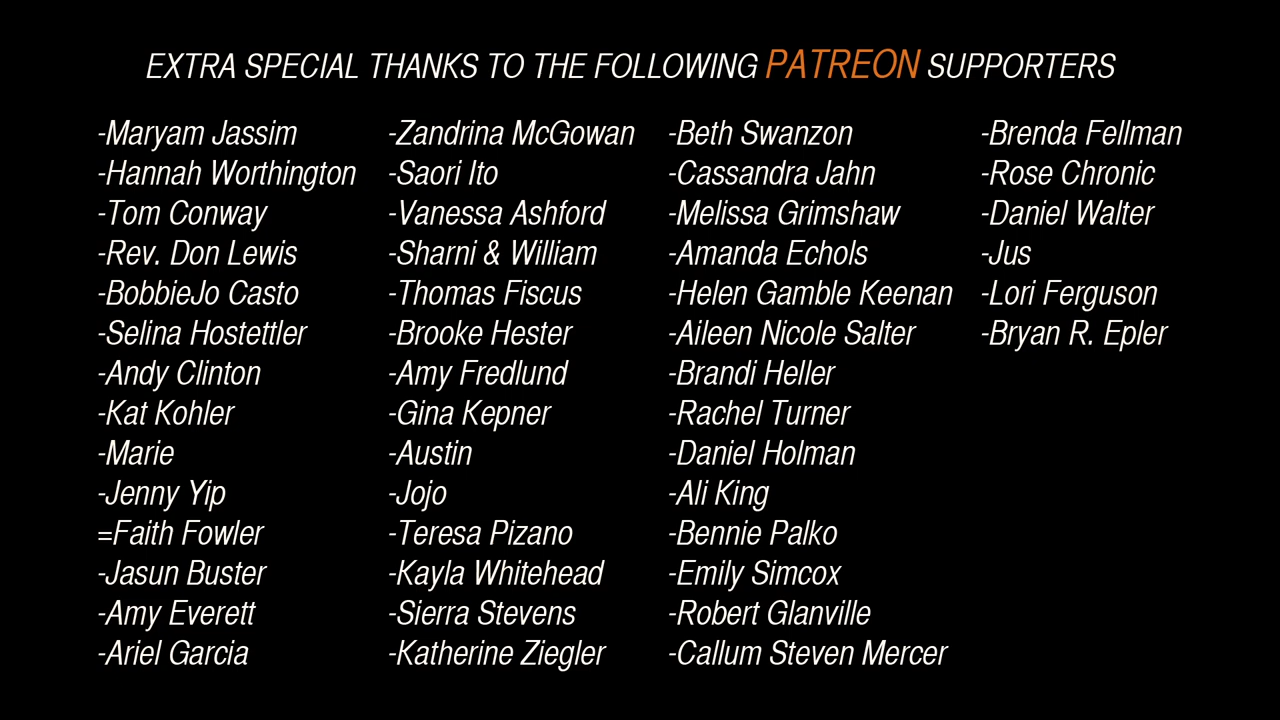 EXTRA SPECIAL THANKS TO THE FOLLOWING PATREON SUPPORTERS
-Maryam Jassim
-Hannah Worthington
-Tom Conway
-Rev. Don Lewis
-BobbieJo Casto
-Selina Hostettler
-Andy Clinton
-Kat Kohler
-Marie
-Jenny Yip
=Faith Fowler
-Jasun Buster
-Amy Everett
-Ariel Garcia
-Zandrina McGowan
-Saori Ito
-Vanessa Ashford
-Sharni & William
-Thomas Fiscus
-Brooke Hester
-Amy Fredlund
-Gina Kepner
-Austin
-Jojo
-Teresa Pizano
-Kayla Whitehead
-Sierra Stevens
-Katherine Ziegler
-Beth Swanzon
-Cassandra Jahn
-Melissa Grimshaw
-Amanda Echols
-Helen Gamble Keenan
-Aileen Nicole Salter
-Brandi Heller
-Rachel Turner
-Daniel Holman
-Ali King
-Bennie Palko
-Emily Simcox
-Robert Glanville
-Callum Steven Mercer
-Brenda Fellman
-Rose Chronic
-Daniel Walter
-Jus
-Lori Ferguson
-Bryan R. Epler